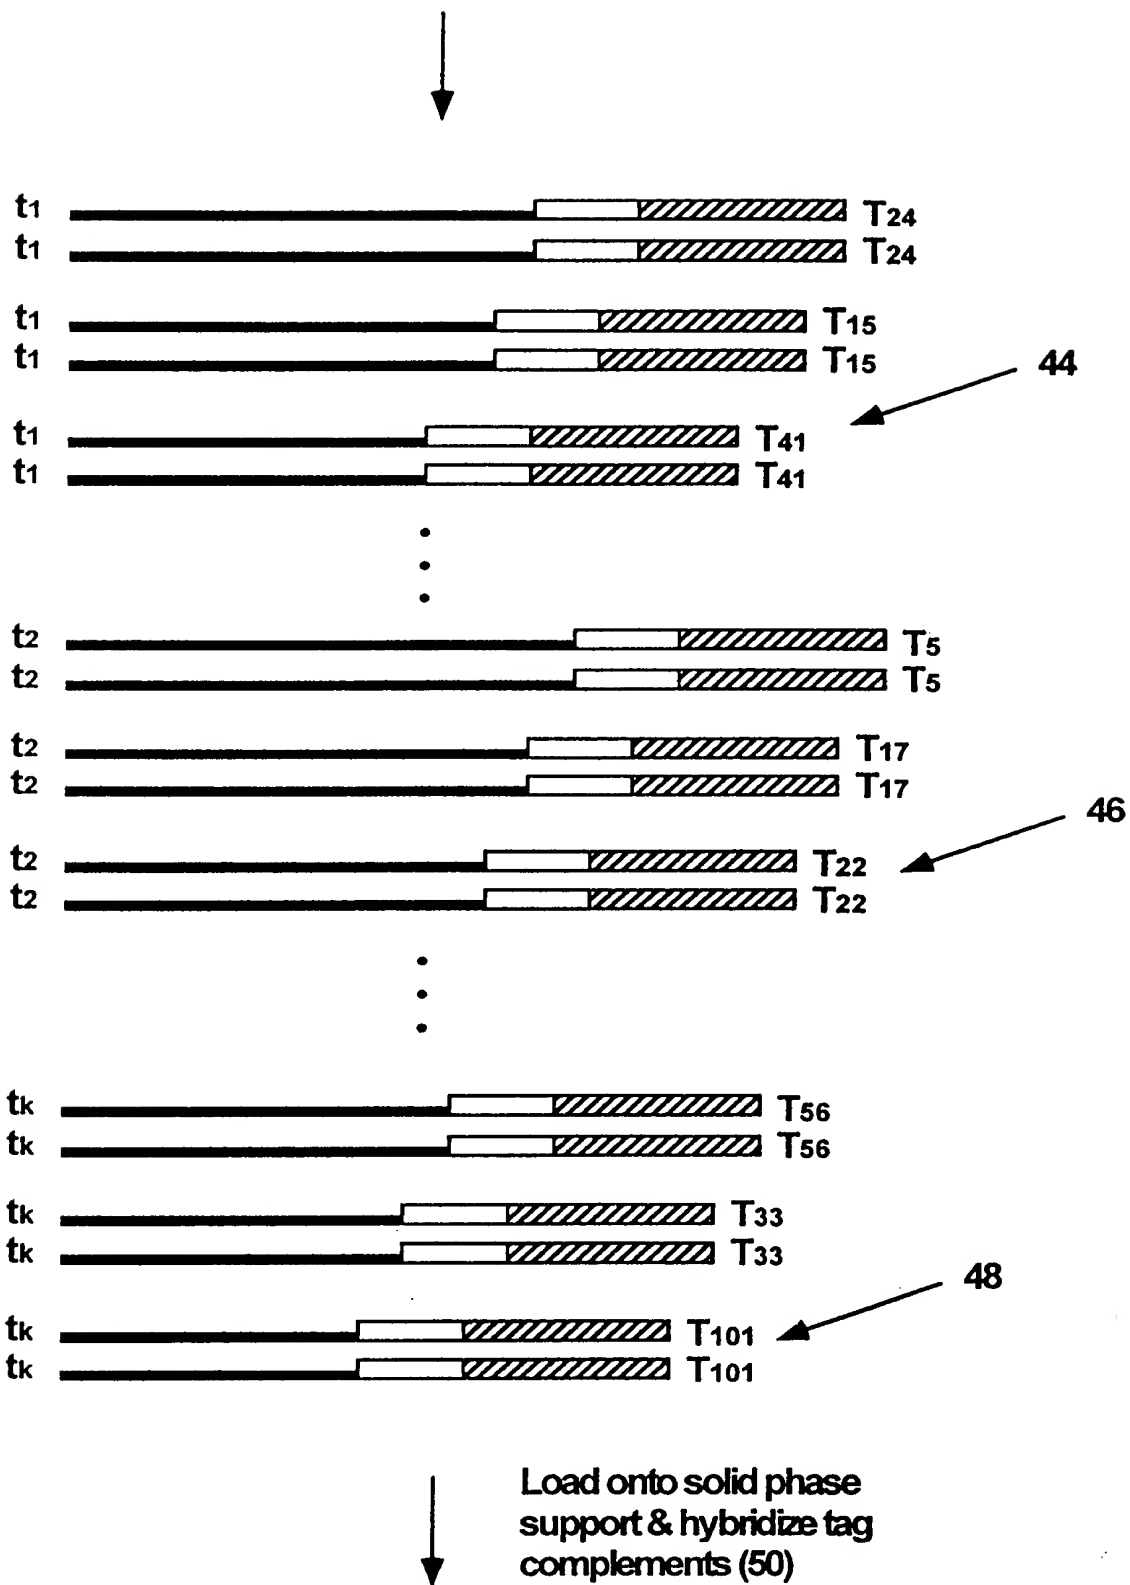 t1 T24
t1 T24
t1 T15
t1 T15
44
t1 T41
t1 T41
t2 T5
t2 T5
t2 T17
t2 T17
46
t2 T22
t2 T22
tk T56
tk T56
tk T33
tk T33
48
tk T101
tk T101
Load onto solid phase
support & hybridize tag
complements (50)